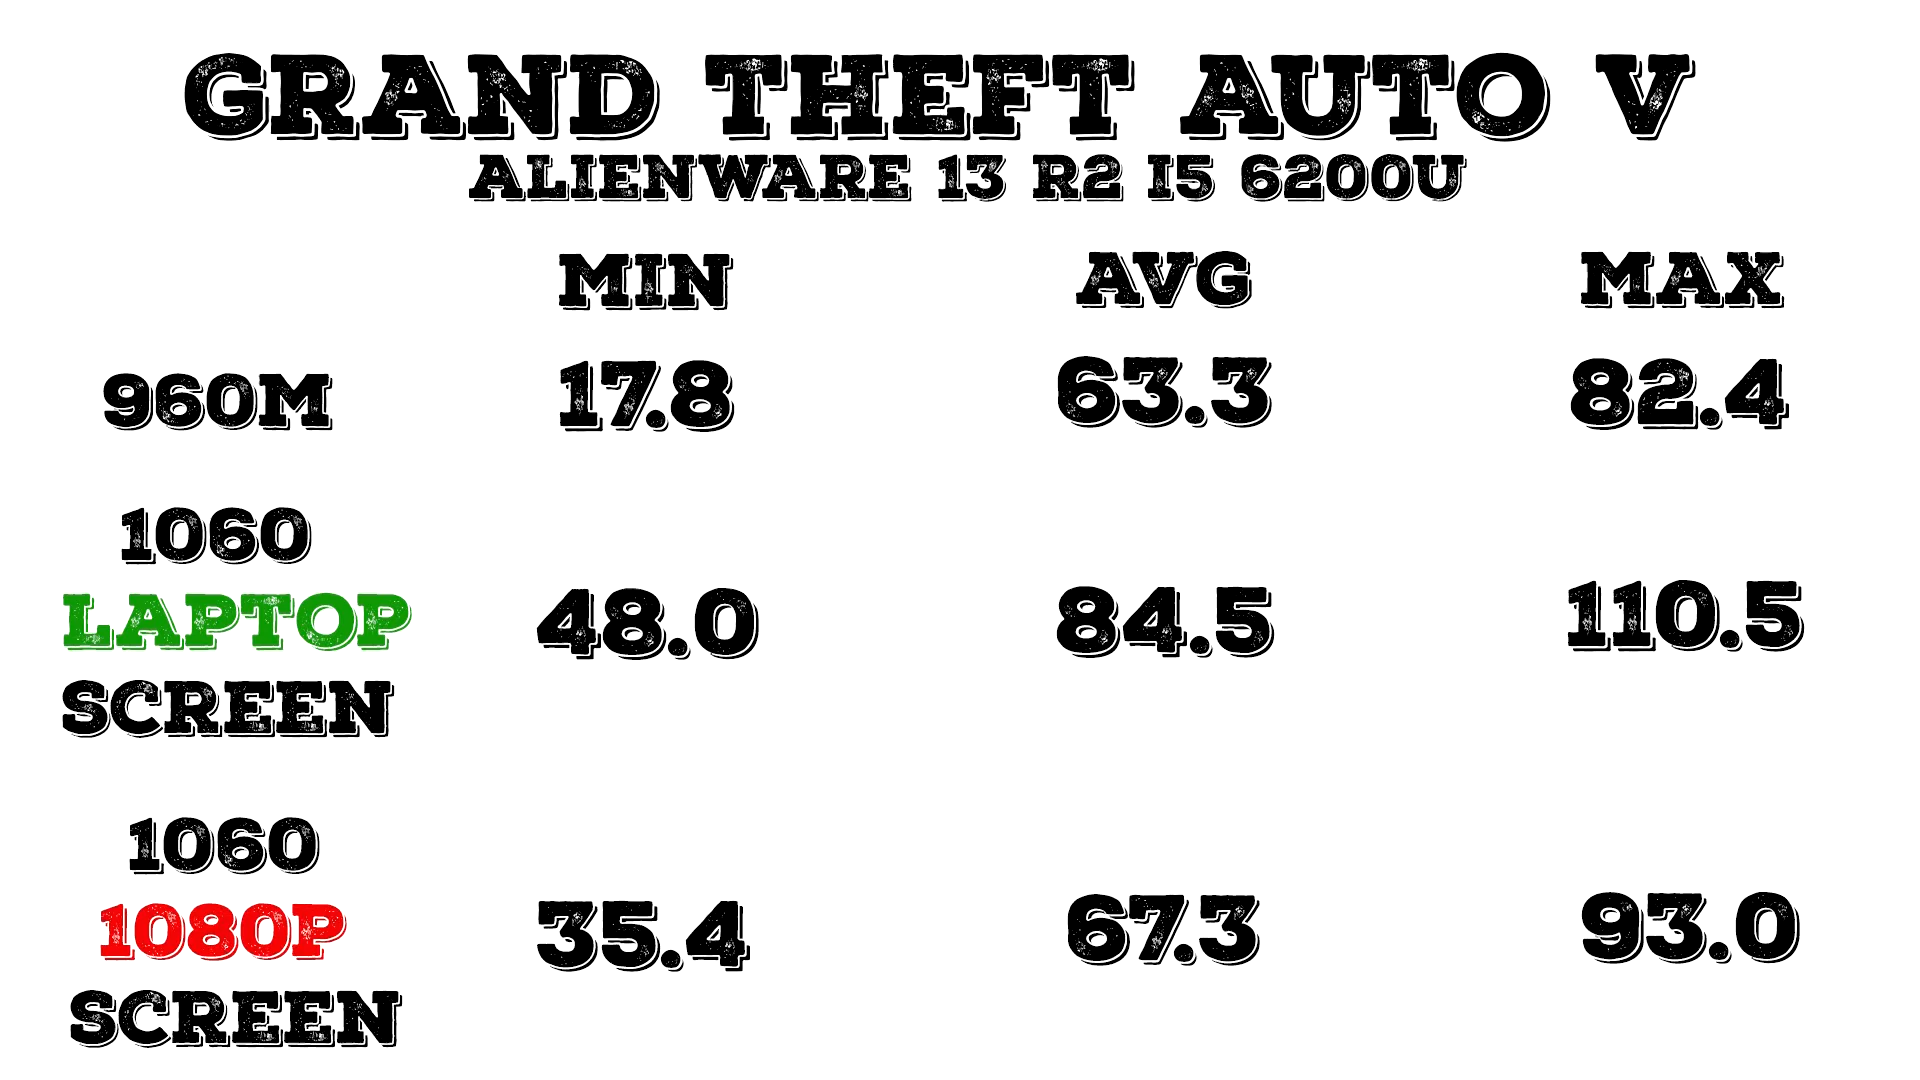 GRAND THEFT AUTO V
ALIENWARE 13 R2 I5 6200U
MIN AVG MAX
960M 17.8 63.3 82.4
1060
LAPTOP 48.0 84.5 110.5
SCREEN
1060
1080P 35.4 67.3 93.0
SCREEN